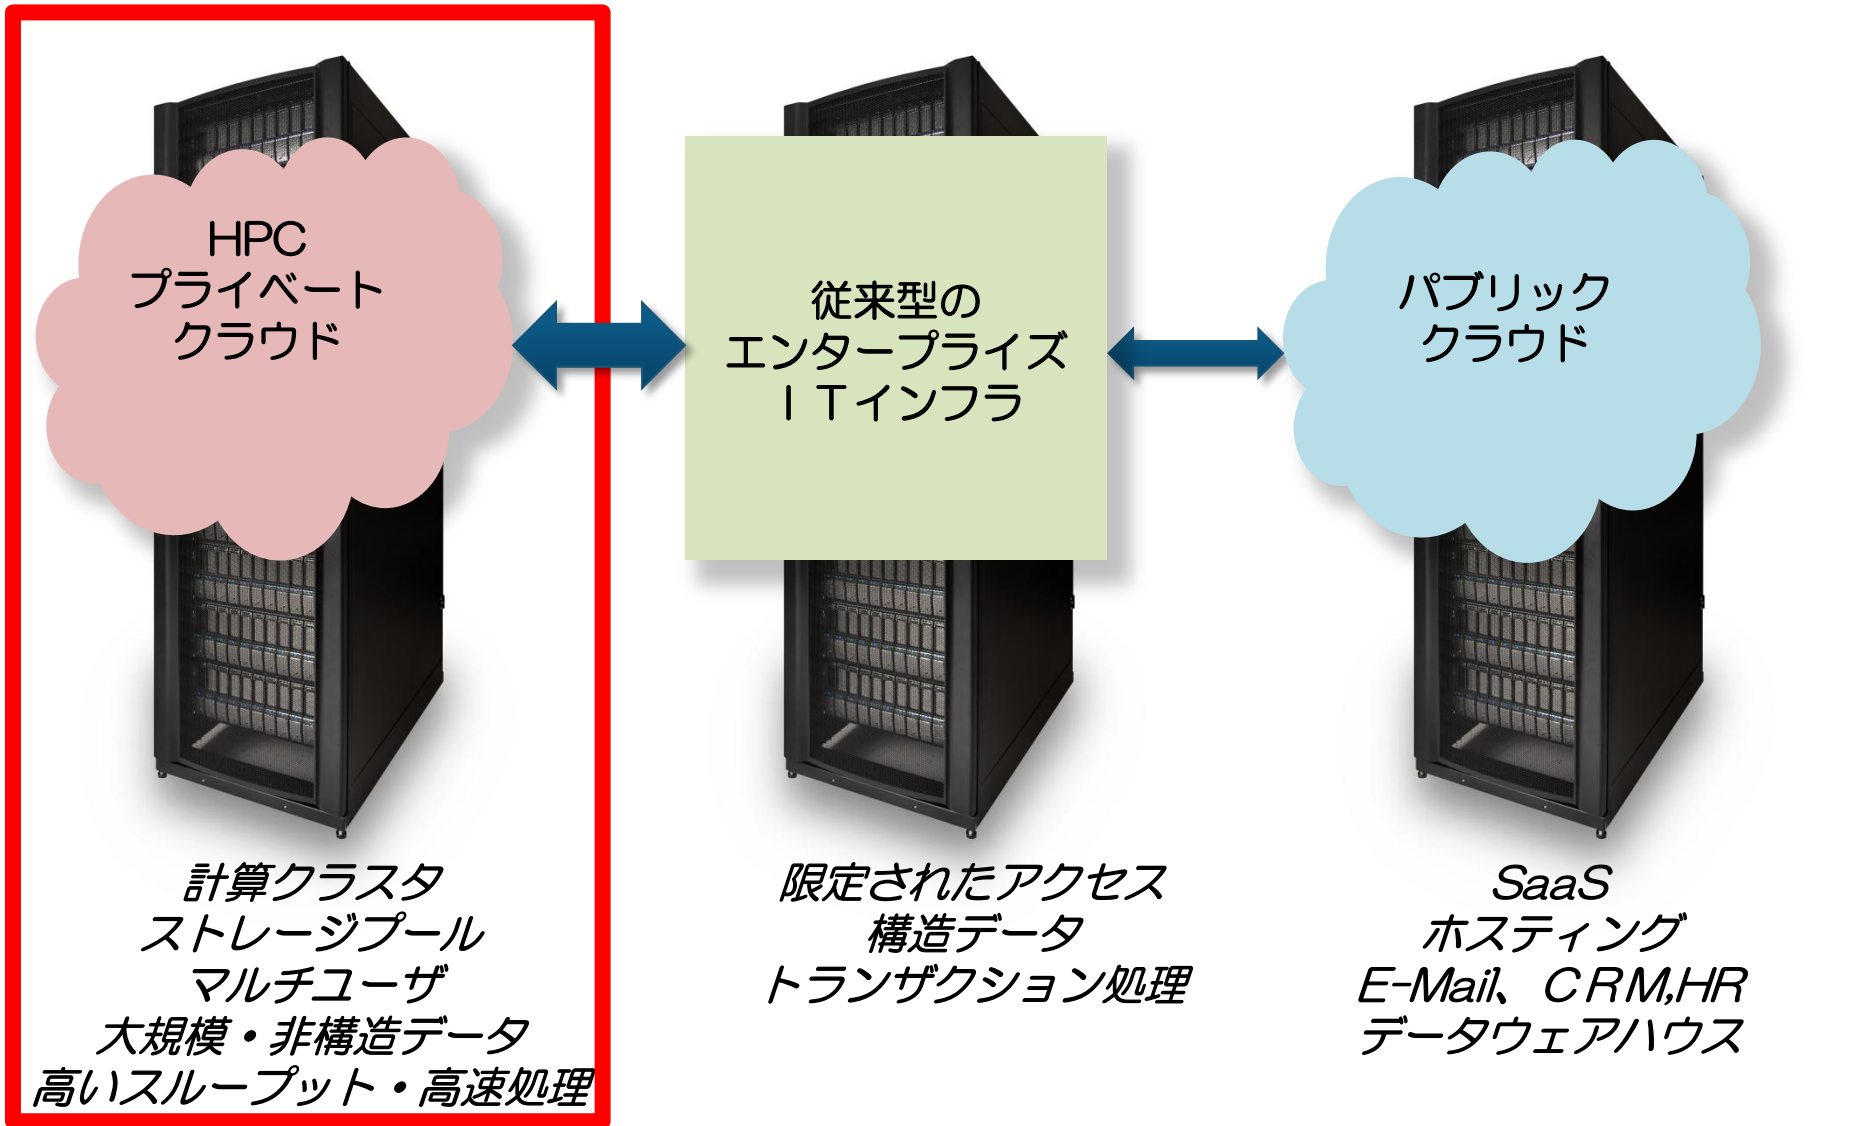 HPC
プライベート
クラウド
従来型の
エンタープライズ
ＩＴインフラ
パブリック
クラウド
計算クラスタ
ストレージプール
マルチユーザ
大規模・非構造データ
高いスループット・高速処理
限定されたアクセス
構造データ
トランザクション処理
SaaS
ホスティング
E-Mail、ＣＲＭ,HR
データウェアハウス